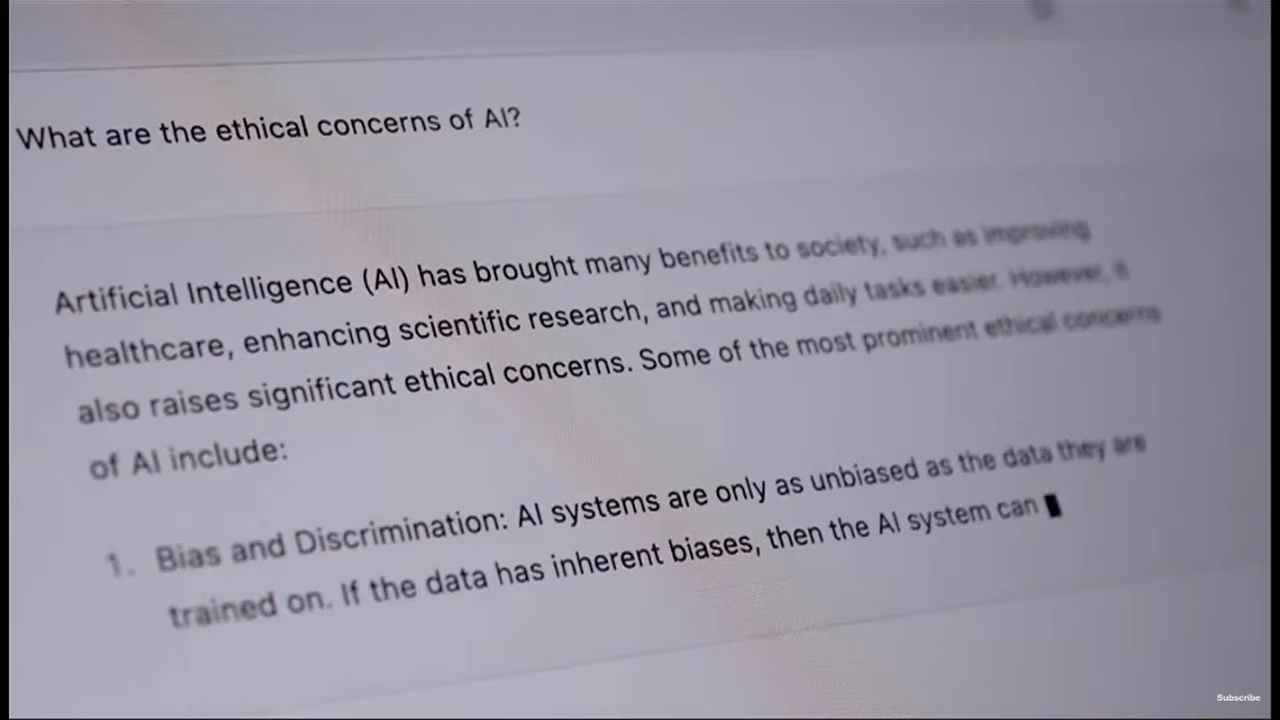 What are the ethical concerns of AI?
Artificial Intelligence (AI) has brought many benefits to society, such as improving
healthcare, enhancing scientific research, and making daily tasks easier. However, it
also raises significant ethical concerns. Some of the most prominent ethical concerns
of AI include:
1. Bias and Discrimination: AI systems are only as unbiased as the data they are
trained on. If the data has inherent biases, then the AI system can
Subscribe